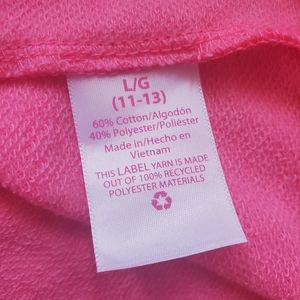 L/G
(11-13)
60% Cotton/Algodón
40% Polyester/Poliéster
Made in/Hecho en
Vietnam
THIS LABEL YARN IS MADE
OUT OF 100% RECYCLED
POLYESTER MATERIALS